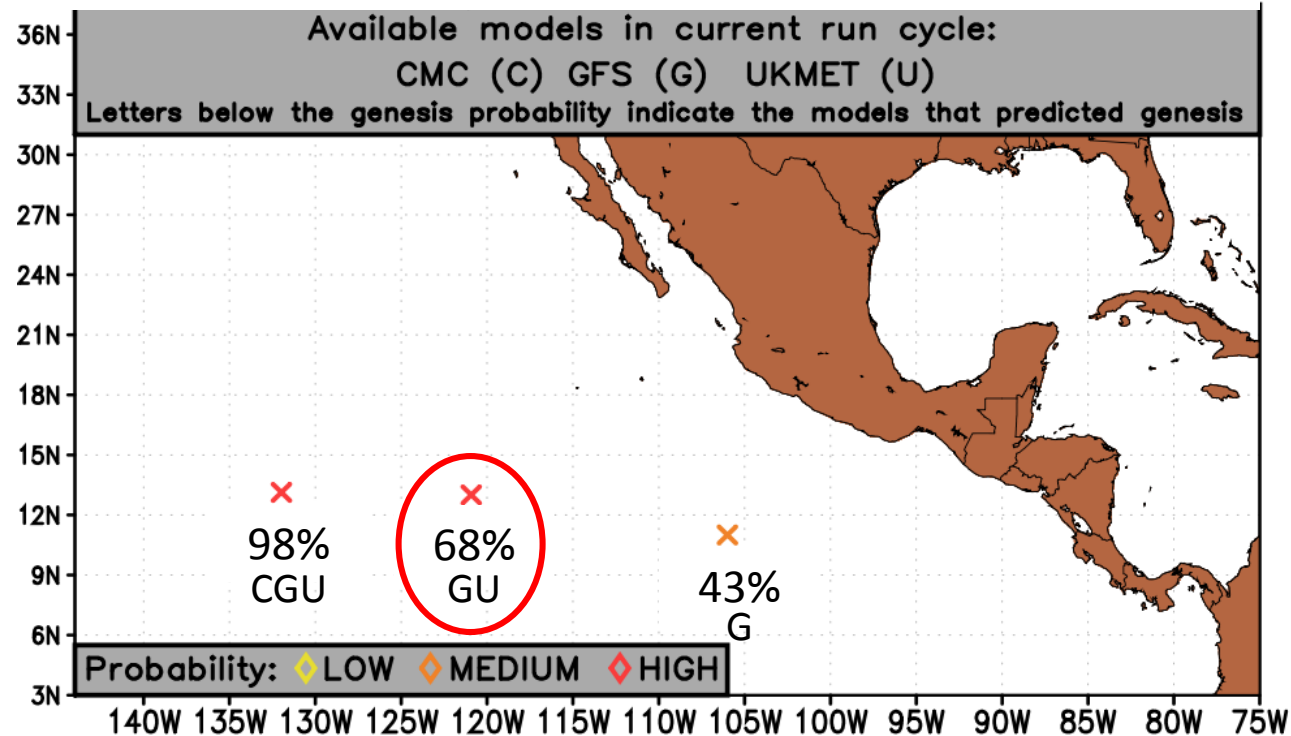 36N
Available models in current run cycle:
CMC (C) GFS (G) UKMET (U)
33N
Letters below the genesis probability indicate the models that predicted genesis
30N
27N
24N
21N
18N
15N
12N
98%
CGU
68%
GU
9N
43%
G
6N
Probability: LOW MEDIUM HIGH
3N
140W 135W 130W 125W 120W 115W 110W 105W 100W 95W 90W 85W 80W 75W